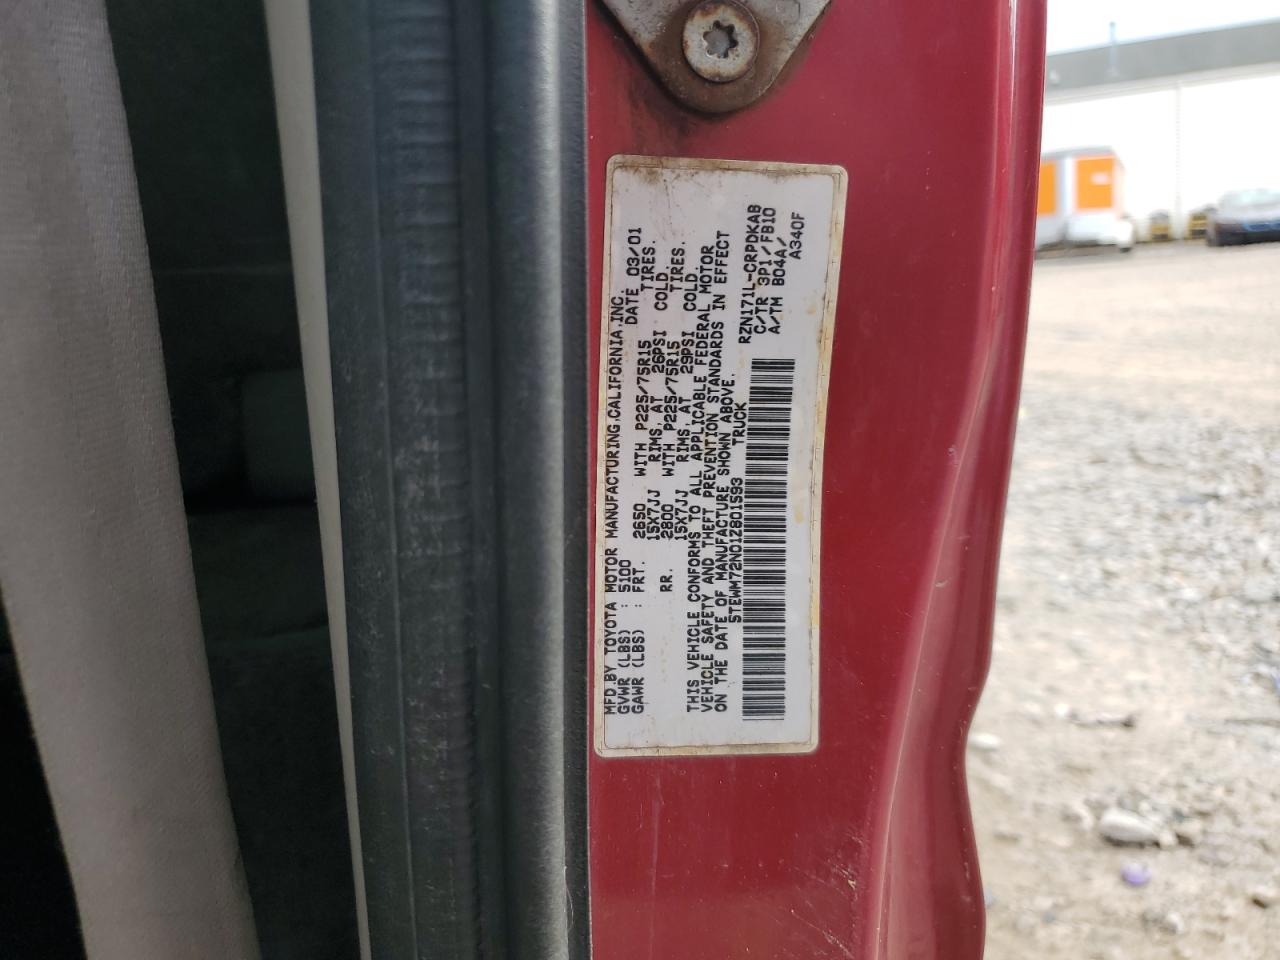 MFD.BY TOYOTA MOTOR MANUFACTURING,CALIFORNIA,INC.
GVWR (LBS) : 5100 DATE 03/01
GAWR (LBS) : FRT. 2650 WITH P225/75R15 TIRES.
15X7JJ RIMS, AT 26PSI COLD.
RR. 2800 WITH P225/75R15 TIRES.
15X7JJ RIMS, AT 29PSI COLD.
THIS VEHICLE CONFORMS TO ALL APPLICABLE FEDERAL MOTOR
VEHICLE SAFETY AND THEFT PREVENTION STANDARDS IN EFFECT
ON THE DATE OF MANUFACTURE SHOWN ABOVE.
5TEWM72N01Z801593 TRUCK
RZN171L-CRPDKAB
C/TR 3P1/FB10
A/TM B04A/
A340F